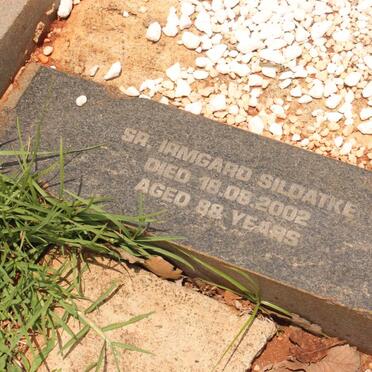 SR. IRMGARD SILDATKE
DIED 18.08.2002
AGED 88 YEARS